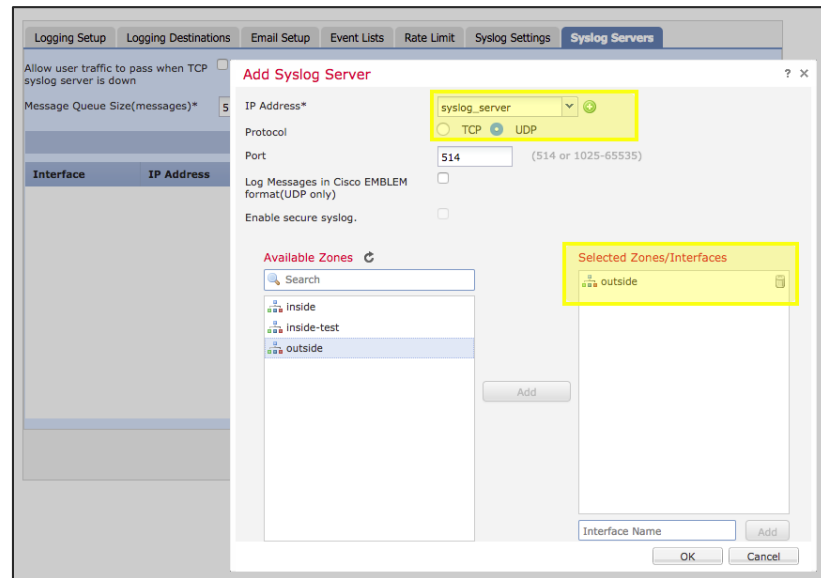 Logging Setup Logging Destinations Email Setup Event Lists Rate Limit Syslog Settings Syslog Servers
Allow user traffic to pass when TCP
syslog server is down
Message Queue Size(messages)* 5
Interface IP Address
Add Syslog Server ? ×
IP Address* syslog_server
Protocol TCP UDP
Port 514 (514 or 1025-65535)
Log Messages in Cisco EMBLEM
format(UDP only)
Enable secure syslog.
Available Zones Selected Zones/Interfaces
Search
outside
inside
inside-test
outside
Add
Interface Name Add
OK Cancel